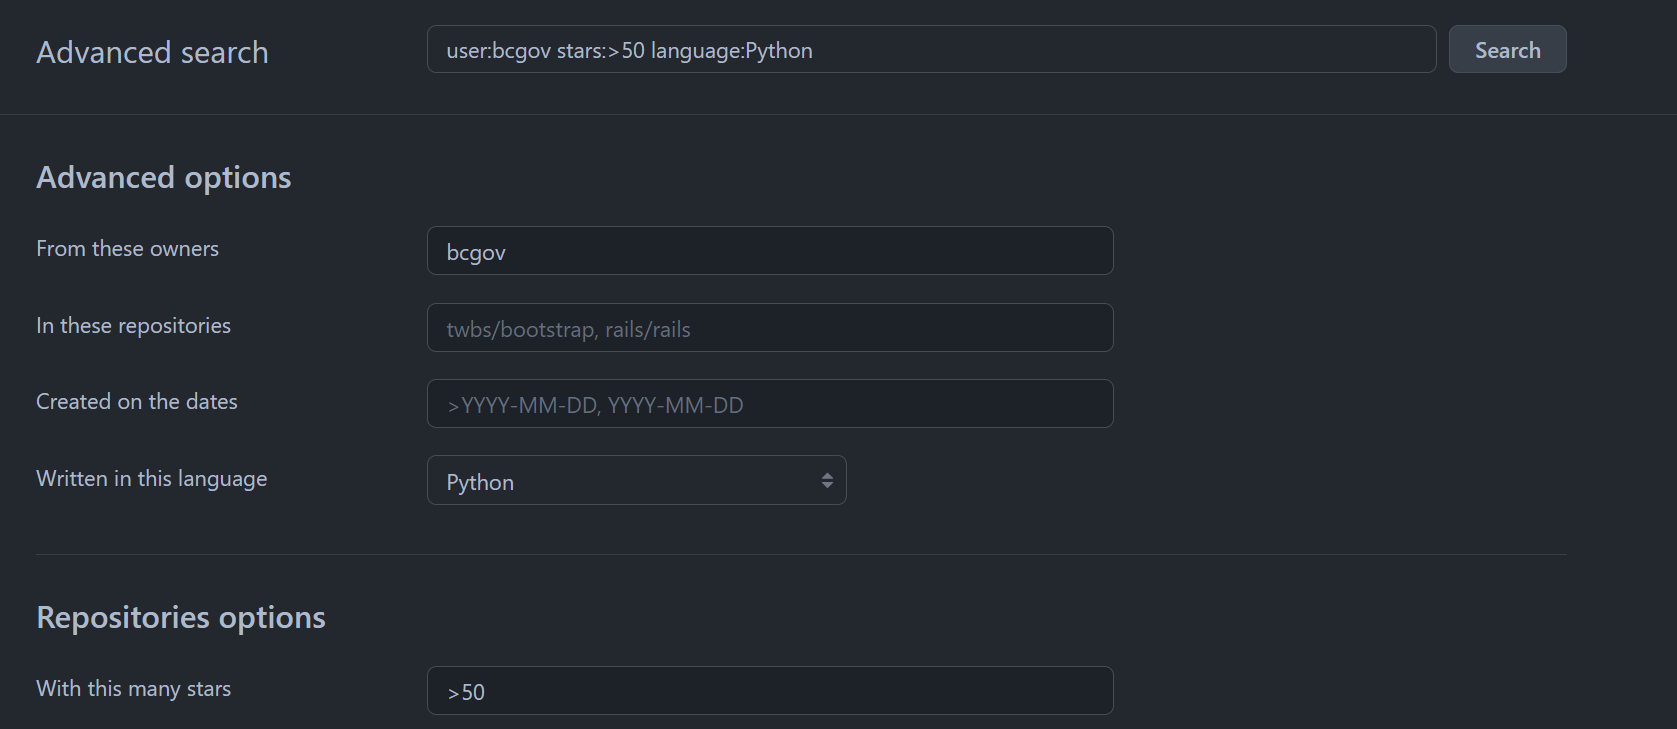 Advanced search
user:bcgov stars:>50 language:Python
Search
Advanced options
From these owners
bcgov
In these repositories
twbs/bootstrap, rails/rails
Created on the dates
>YYYY-MM-DD, YYYY-MM-DD
Written in this language
Python
Repositories options
With this many stars
>50